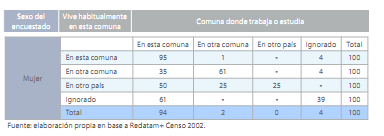 Sexo del encuestado Vive habitualmente en esta comuna Comuna donde trabaja o estudia
En esta comuna En otra comuna En otro país Ignorado Total
Mujer
En esta comuna 95 1 - 4 100
En otra comuna 35 61 - 4 100
En otro país 50 25 25 - 100
Ignorado 61 - - 39 100
Total 94 2 0 4 100
Fuente: elaboración propia en base a Redatam+ Censo 2002.